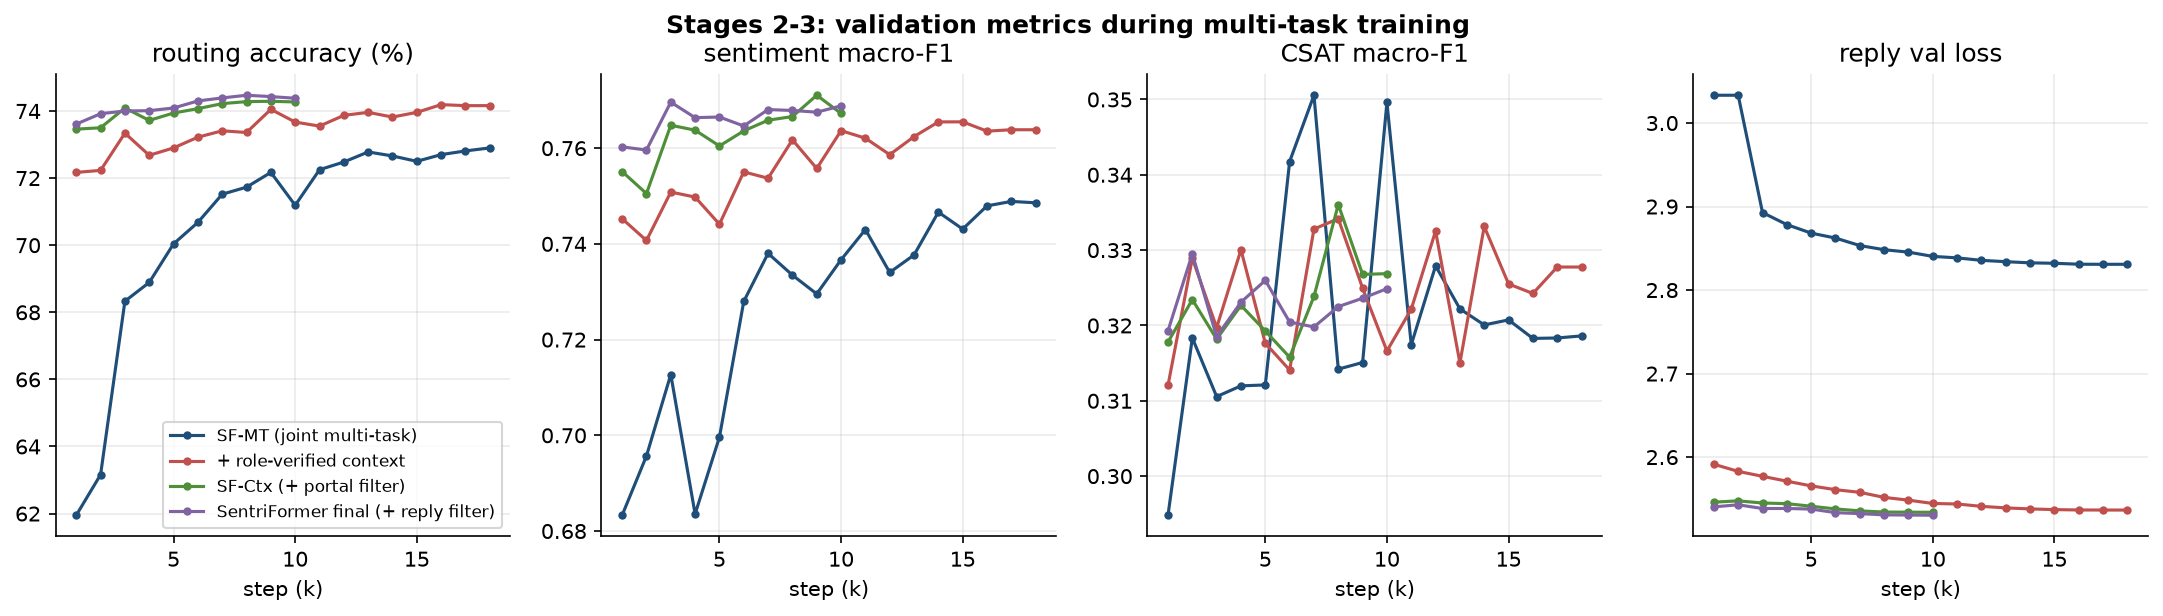 Stages 2-3: validation metrics during multi-task training
routing accuracy (%)
74
72
70
68
66
64
62
5
10
15
step (k)
SF-MT (joint multi-task)
+ role-verified context
SF-Ctx (+ portal filter)
SentriFormer final (+ reply filter)
sentiment macro-F1
0.76
0.74
0.72
0.70
0.68
5
10
15
step (k)
CSAT macro-F1
0.35
0.34
0.33
0.32
0.31
0.30
5
10
15
step (k)
reply val loss
3.0
2.9
2.8
2.7
2.6
5
10
15
step (k)